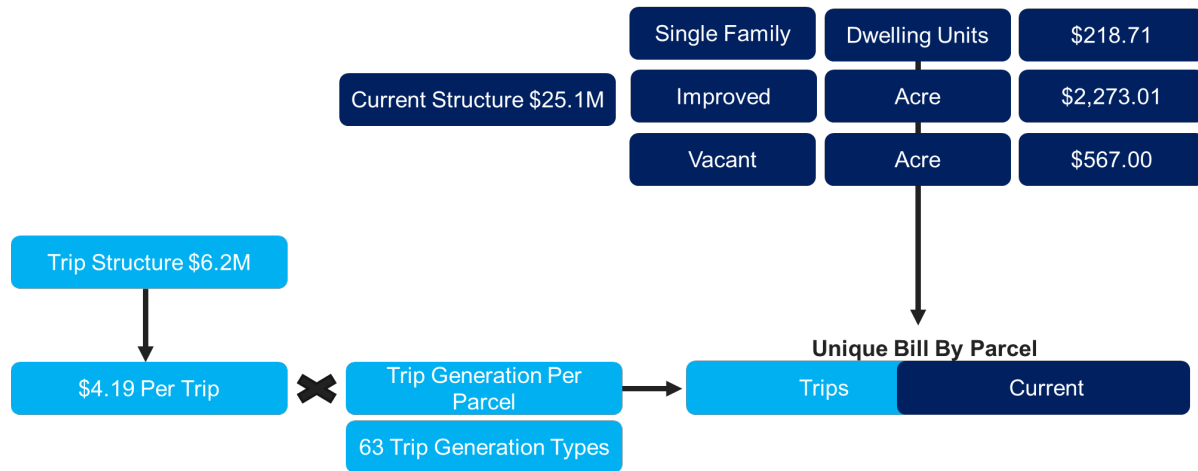 Single Family
Dwelling Units
$218.71
Current Structure $25.1M
Improved
Acre
$2,273.01
Vacant
Acre
$567.00
Trip Structure $6.2M
Unique Bill By Parcel
$4.19 Per Trip
Trip Generation Per
Parcel
Trips
Current
63 Trip Generation Types